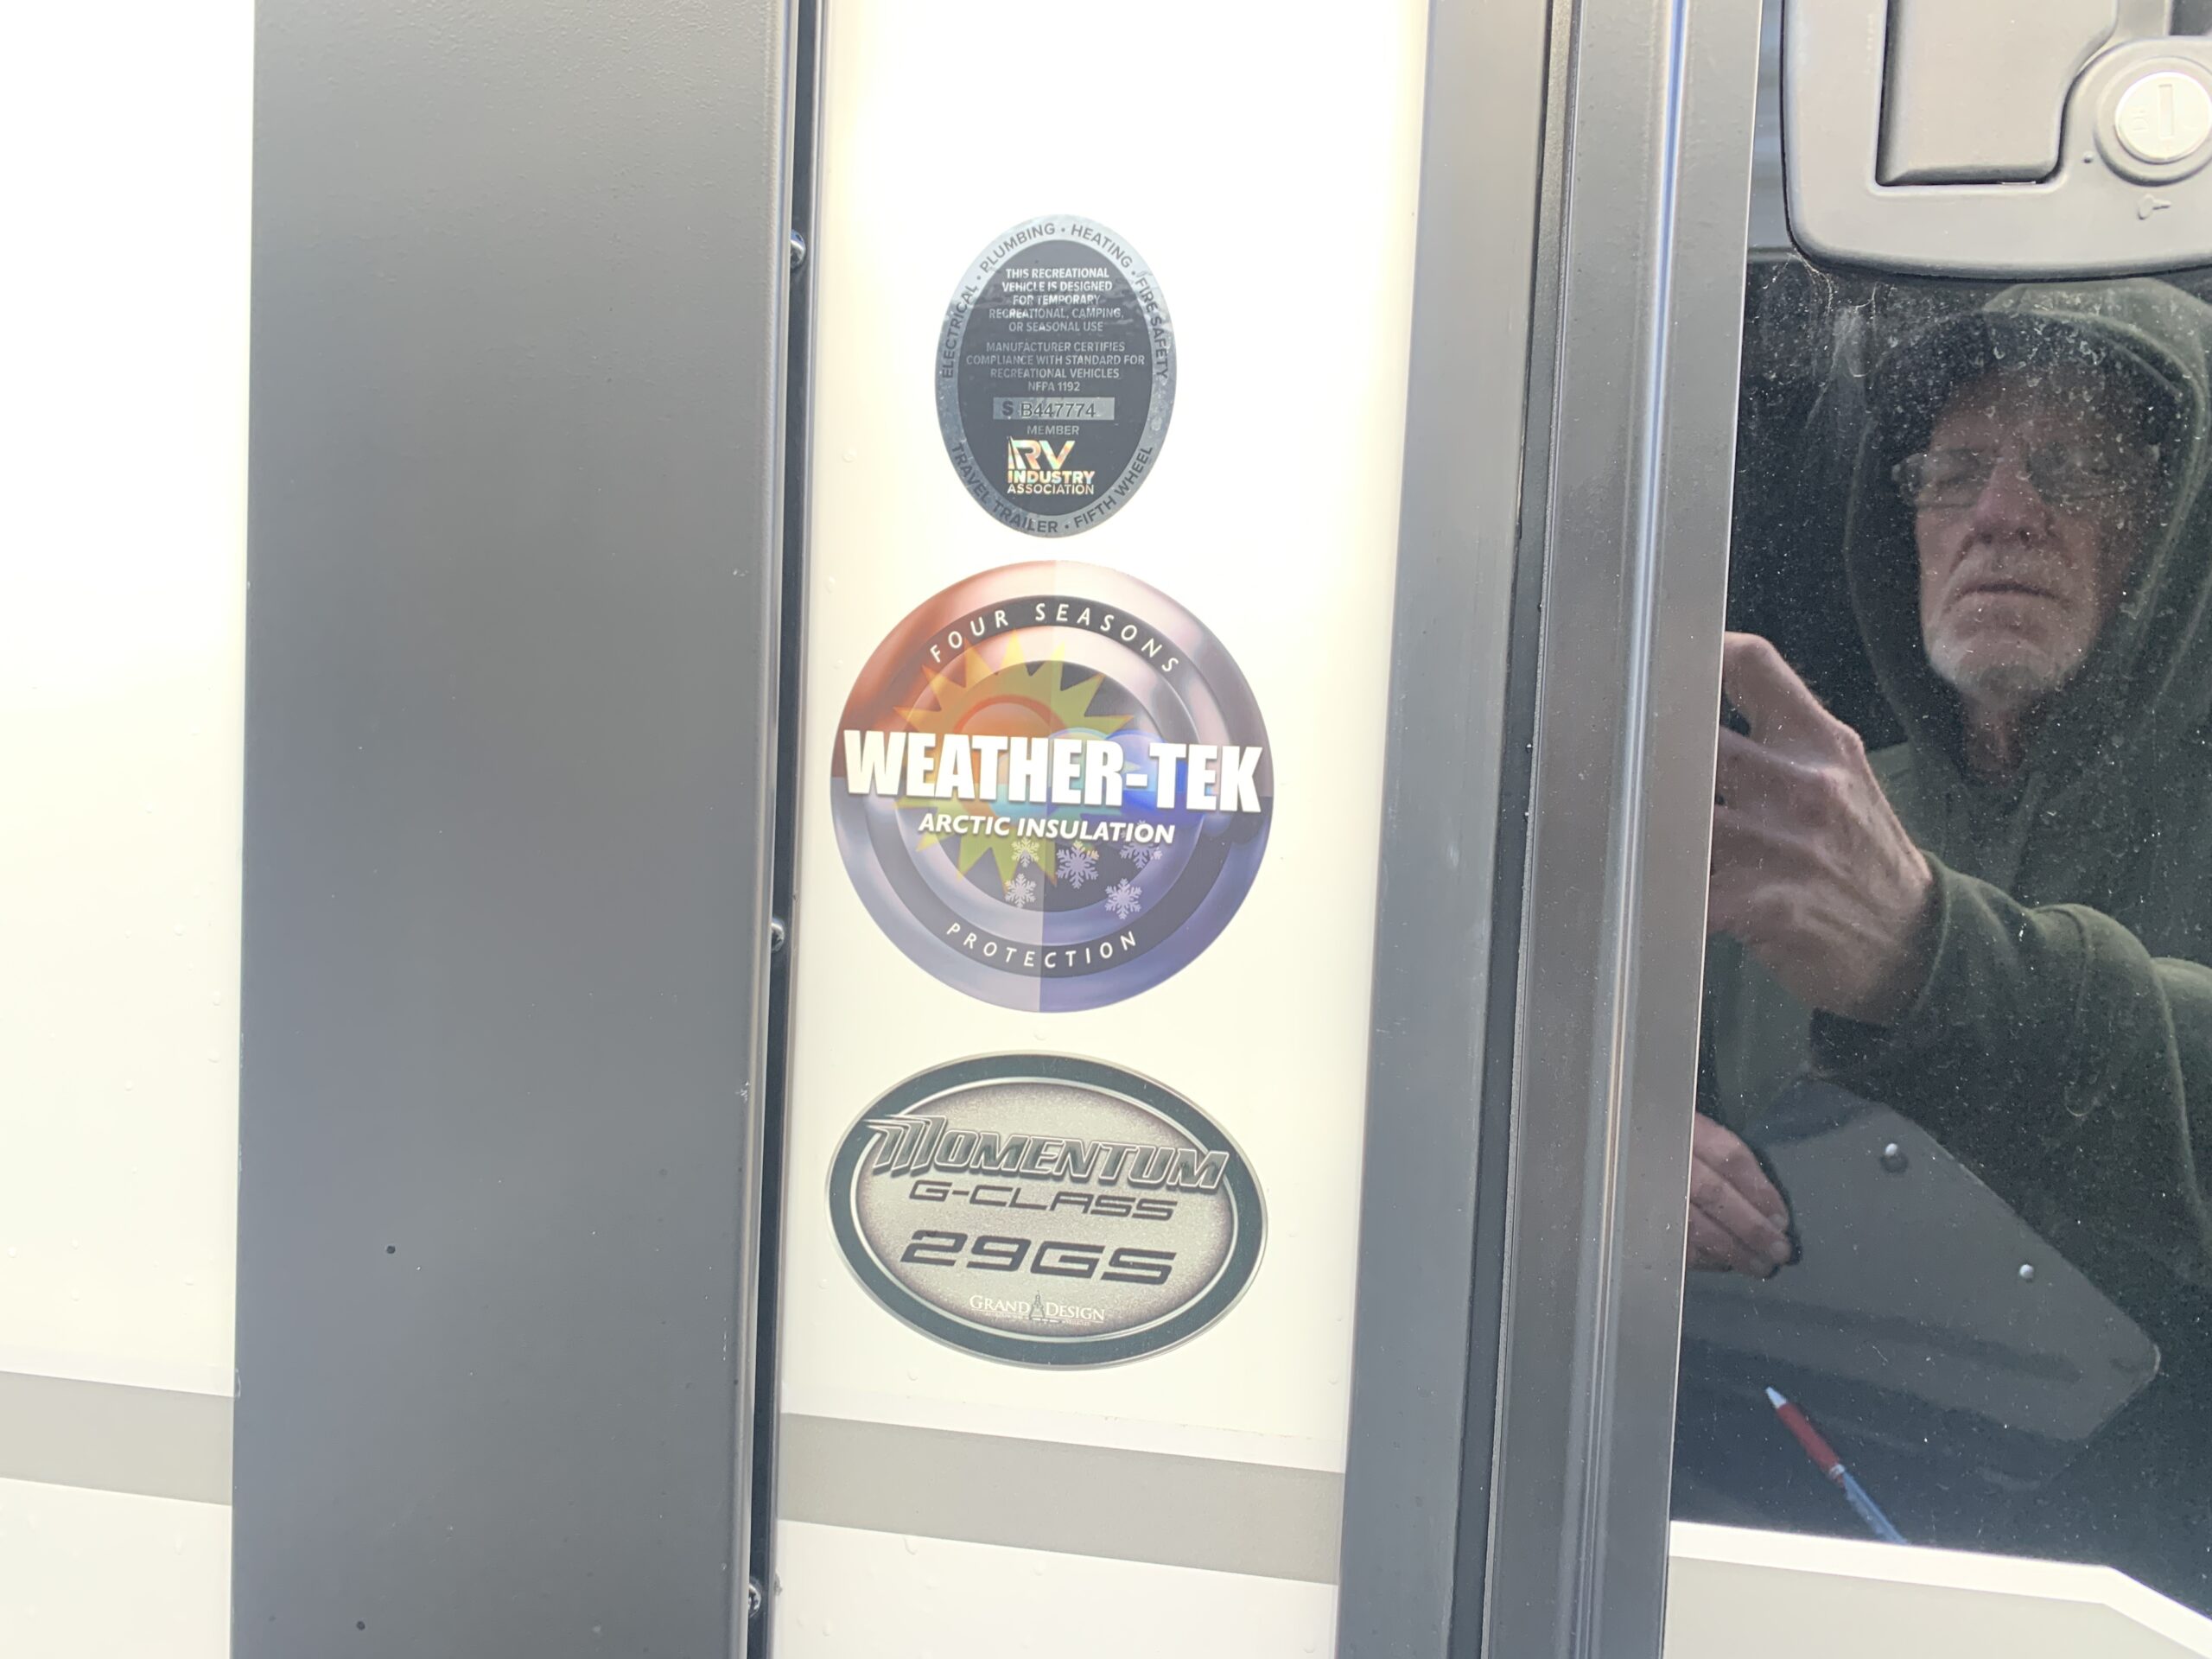 ELECTRICAL • PLUMBING • HEATING • FIRE SAFETY
THIS RECREATIONAL
VEHICLE IS DESIGNED
FOR TEMPORARY
RECREATIONAL, CAMPING,
OR SEASONAL USE
MANUFACTURER CERTIFIES
COMPLIANCE WITH STANDARD FOR
RECREATIONAL VEHICLES
NFPA 1192
S B447774
MEMBER
RV
INDUSTRY
ASSOCIATION
TRAVEL TRAILER • FIFTH WHEEL
FOUR SEASONS
WEATHER-TEK
ARCTIC INSULATION
PROTECTION
MOMENTUM
G-CLASS
29GS
GRAND DESIGN